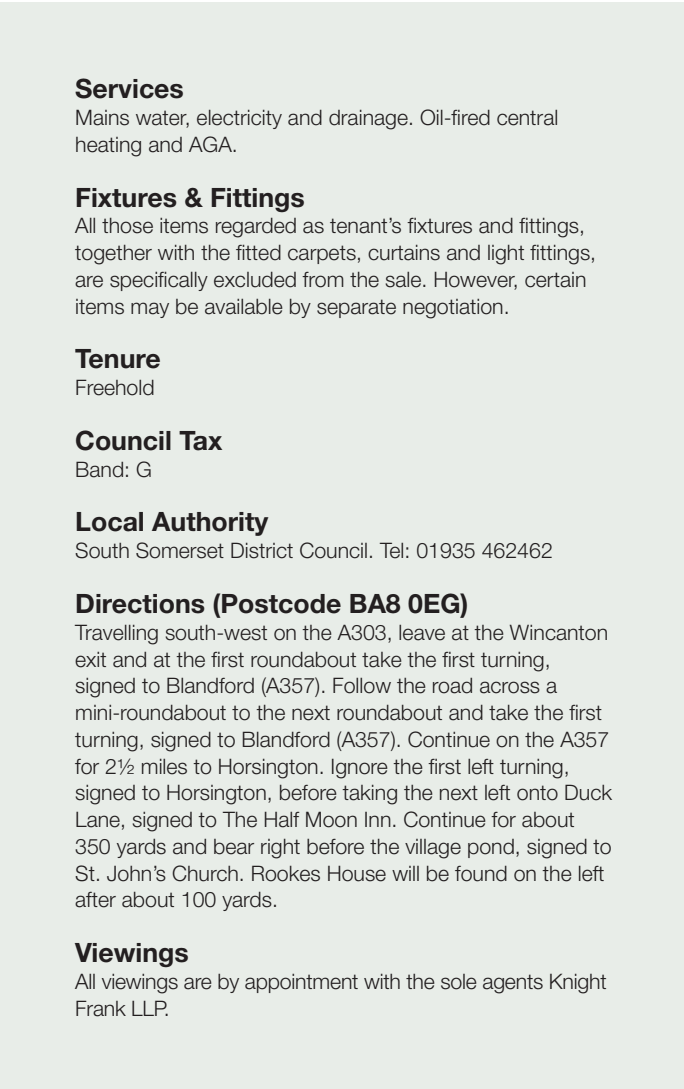 Services
Mains water, electricity and drainage. Oil-fired central
heating and AGA.
Fixtures & Fittings
All those items regarded as tenant’s fixtures and fittings,
together with the fitted carpets, curtains and light fittings,
are specifically excluded from the sale. However, certain
items may be available by separate negotiation.
Tenure
Freehold
Council Tax
Band: G
Local Authority
South Somerset District Council. Tel: 01935 462462
Directions (Postcode BA8 0EG)
Travelling south-west on the A303, leave at the Wincanton
exit and at the first roundabout take the first turning,
signed to Blandford (A357). Follow the road across a
mini-roundabout to the next roundabout and take the first
turning, signed to Blandford (A357). Continue on the A357
for 2½ miles to Horsington. Ignore the first left turning,
signed to Horsington, before taking the next left onto Duck
Lane, signed to The Half Moon Inn. Continue for about
350 yards and bear right before the village pond, signed to
St. John’s Church. Rookes House will be found on the left
after about 100 yards.
Viewings
All viewings are by appointment with the sole agents Knight
Frank LLP.